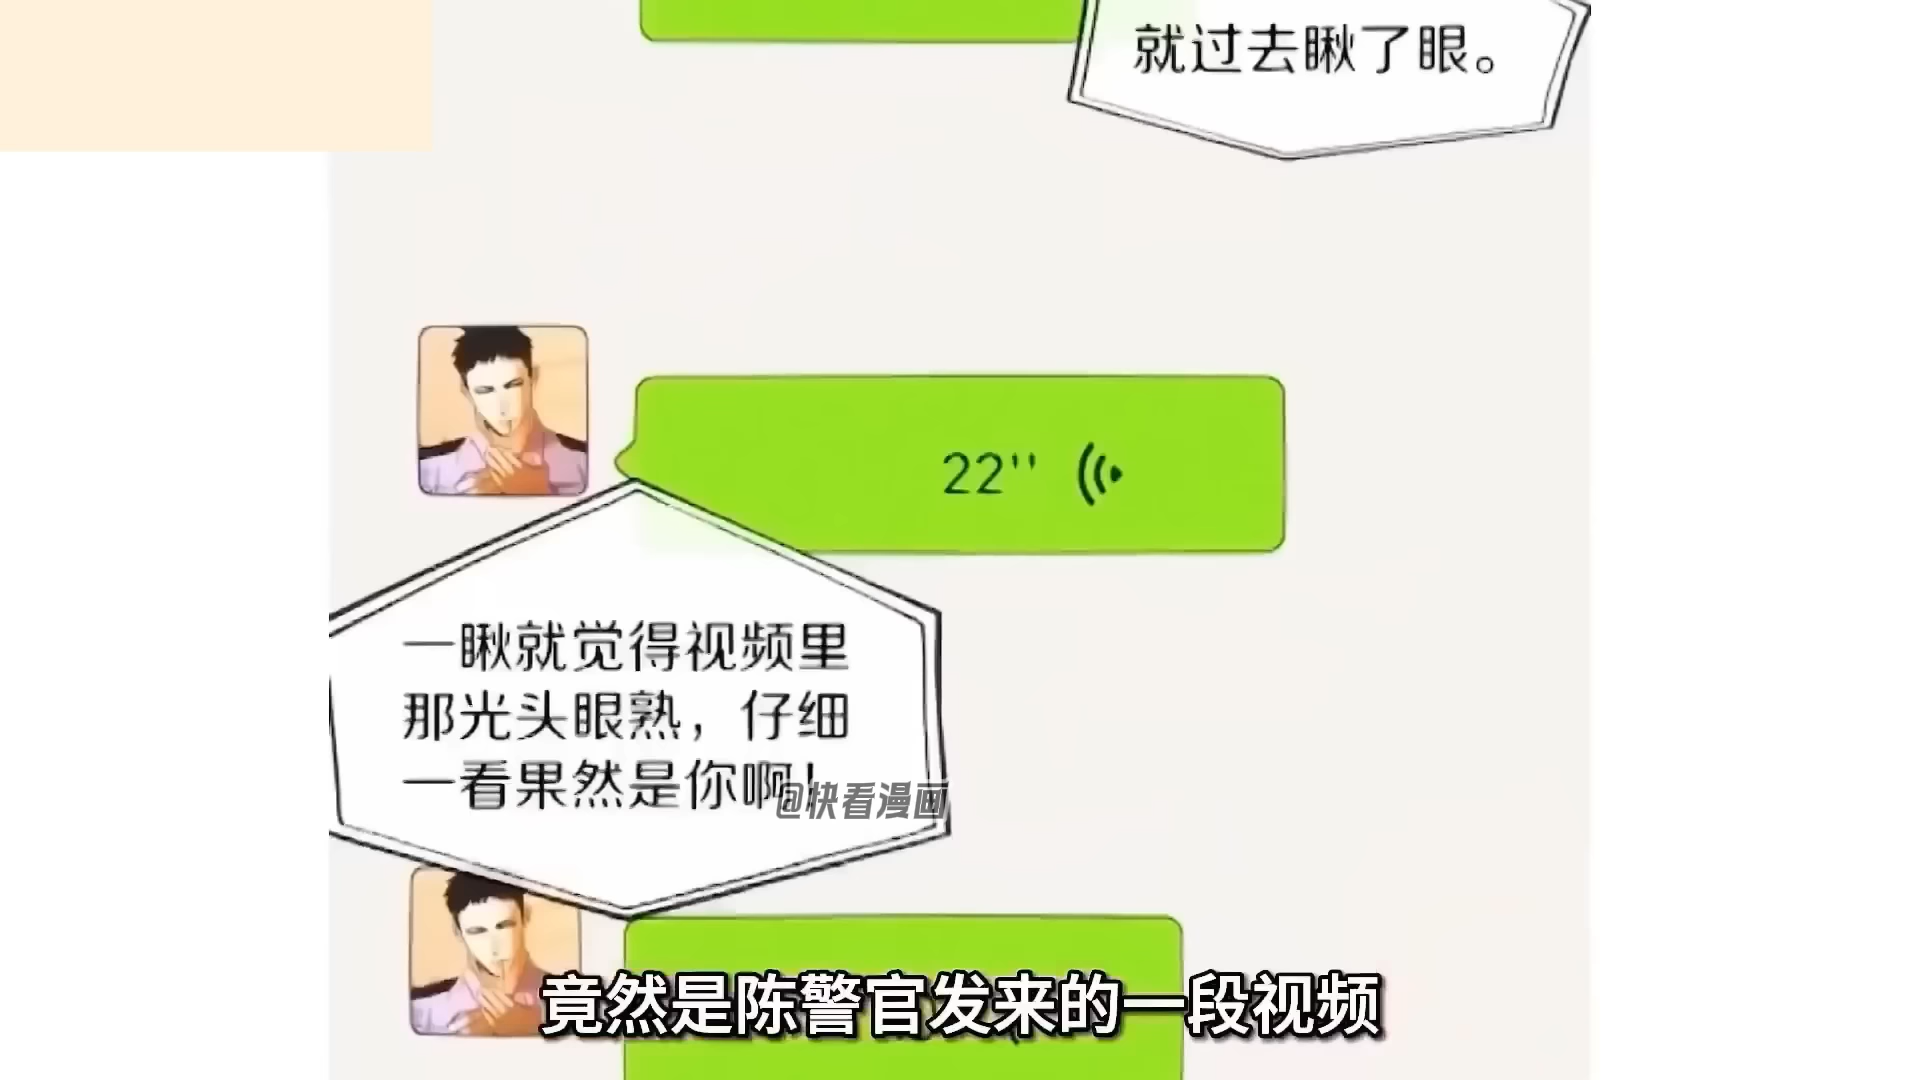 就过去瞅了眼。
22''
一瞅就觉得视频里
那光头眼熟，仔细
一看果然是你啊！
@快看漫画
竟然是陈警官发来的一段视频